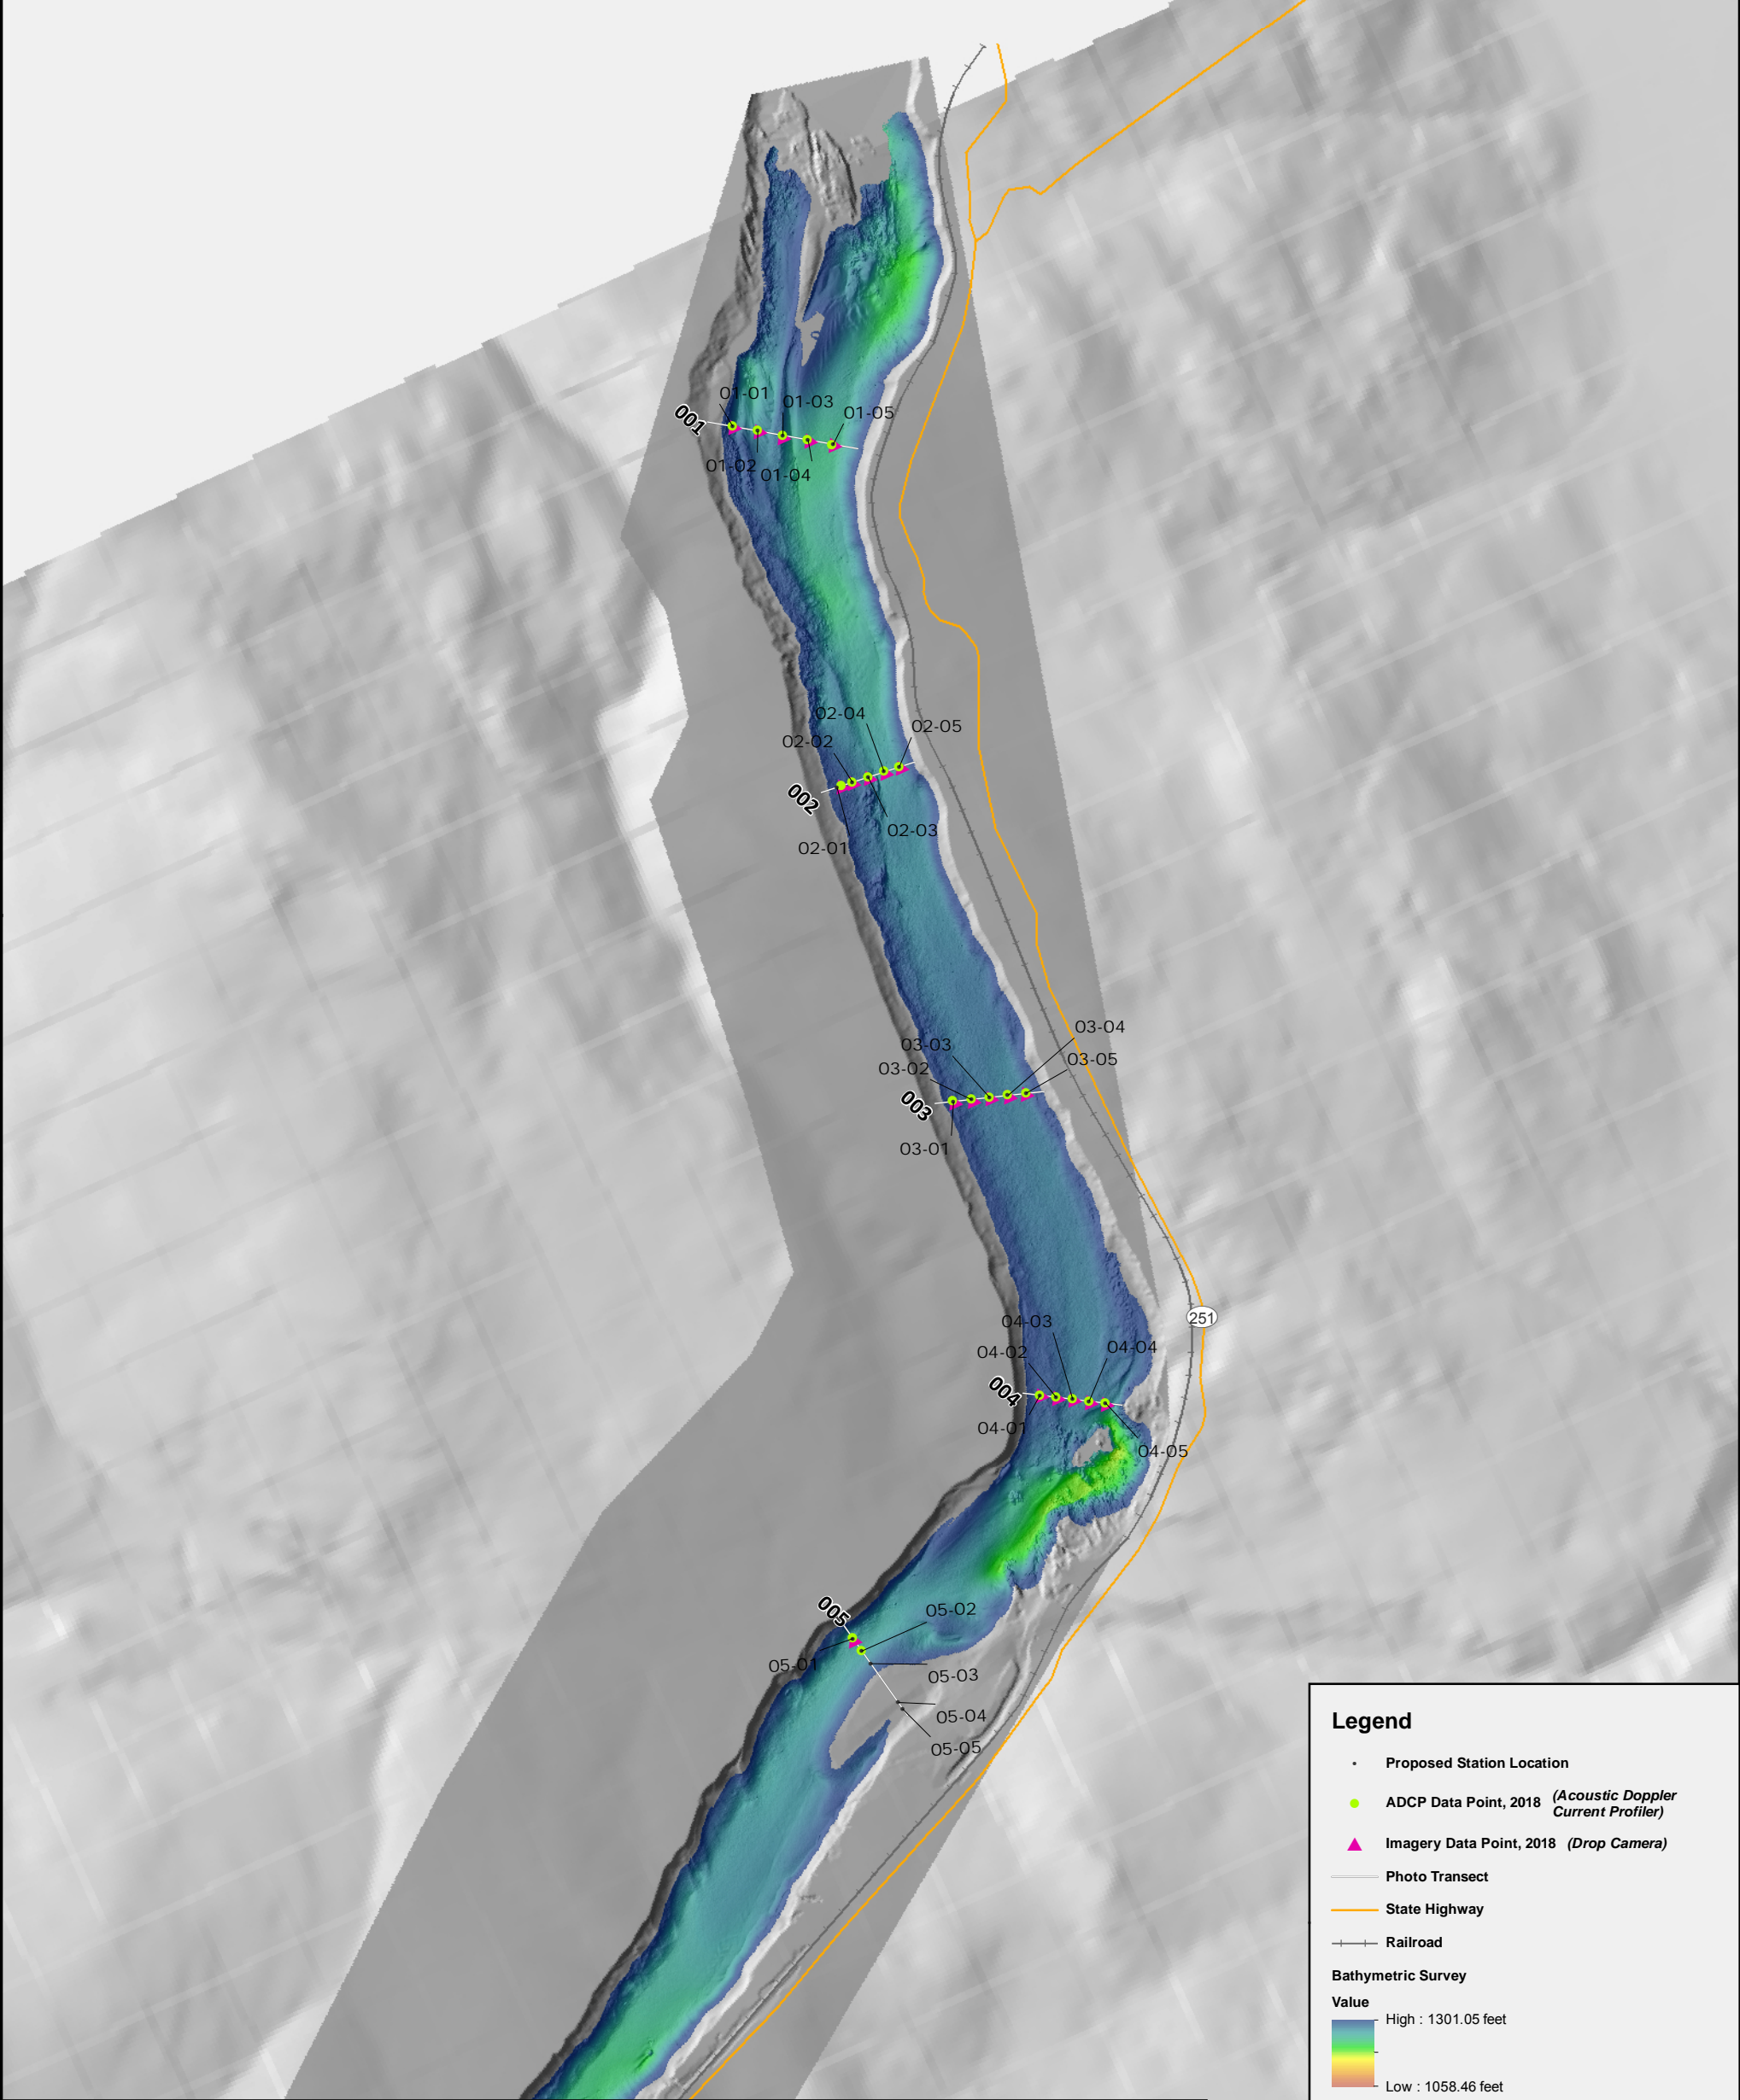 01-01
01-03
01-05
001
01-02
01-04
02-04
02-05
02-02
002
02-03
02-01
03-04
03-03
03-05
03-02
003
03-01
251
04-03
04-04
04-02
004
04-01
04-05
005
05-02
05-01
05-03
05-04
05-05
Legend
Proposed Station Location
ADCP Data Point, 2018 (Acoustic Doppler
Current Profiler)
Imagery Data Point, 2018 (Drop Camera)
Photo Transect
State Highway
Railroad
Bathymetric Survey
Value
High : 1301.05 feet
Low : 1058.46 feet